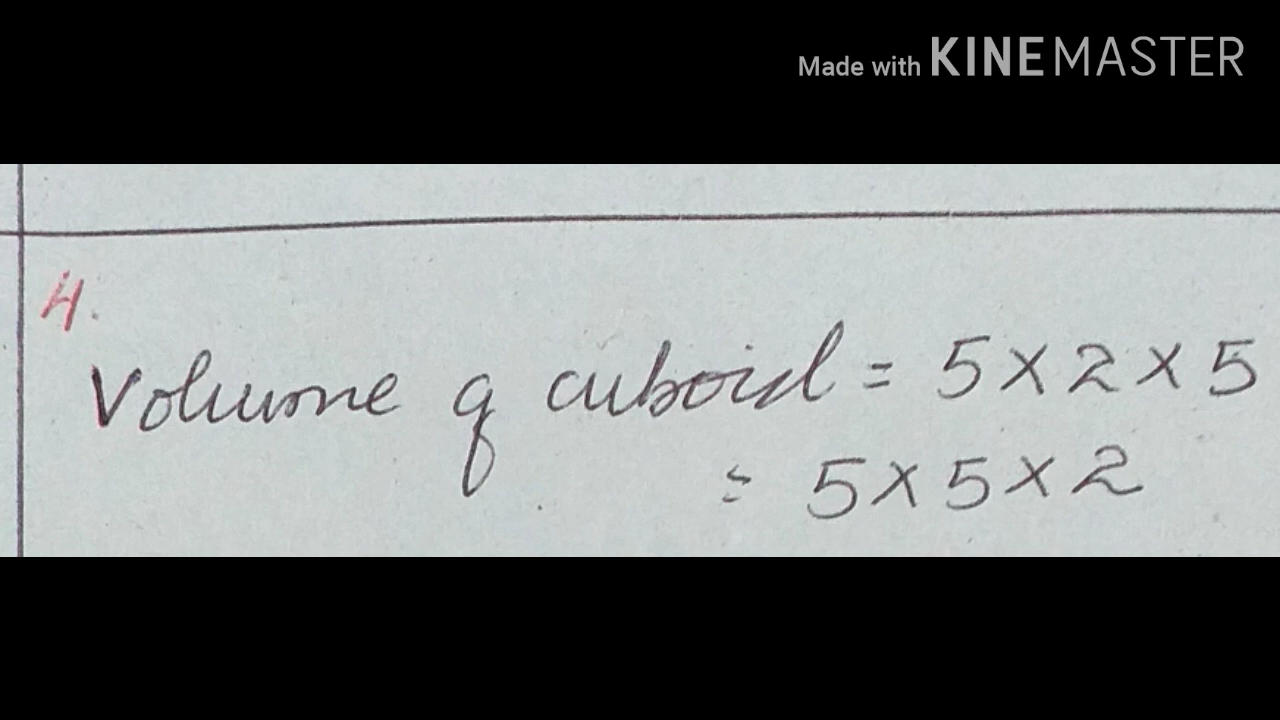 Made with KINEMASTER
4.
Volume of cuboid = 5 × 2 × 5
= 5 × 5 × 2